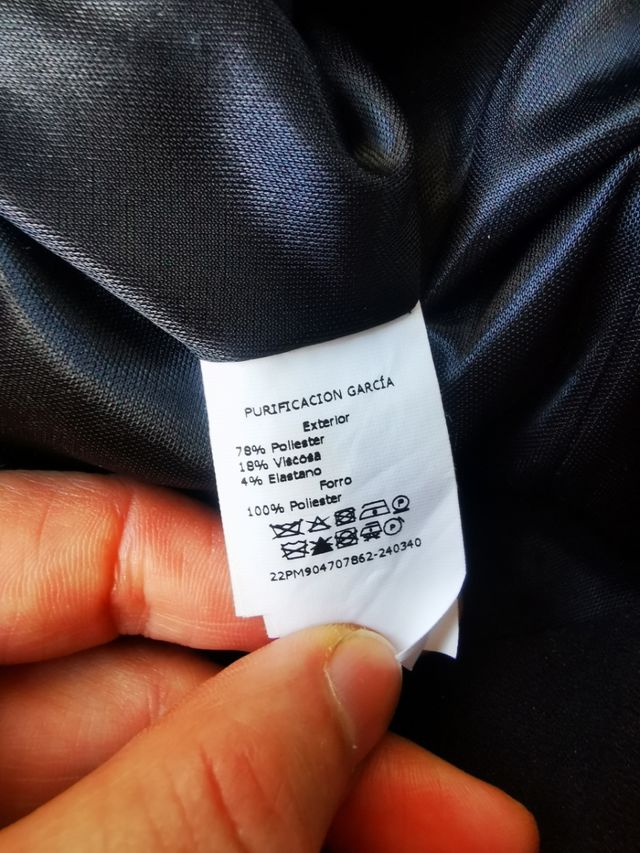 PURIFICACION GARCÍA
Exterior
78% Poliester
18% Viscosa
4% Elastano
Forro
100% Poliester
P
22PM904707862-240340